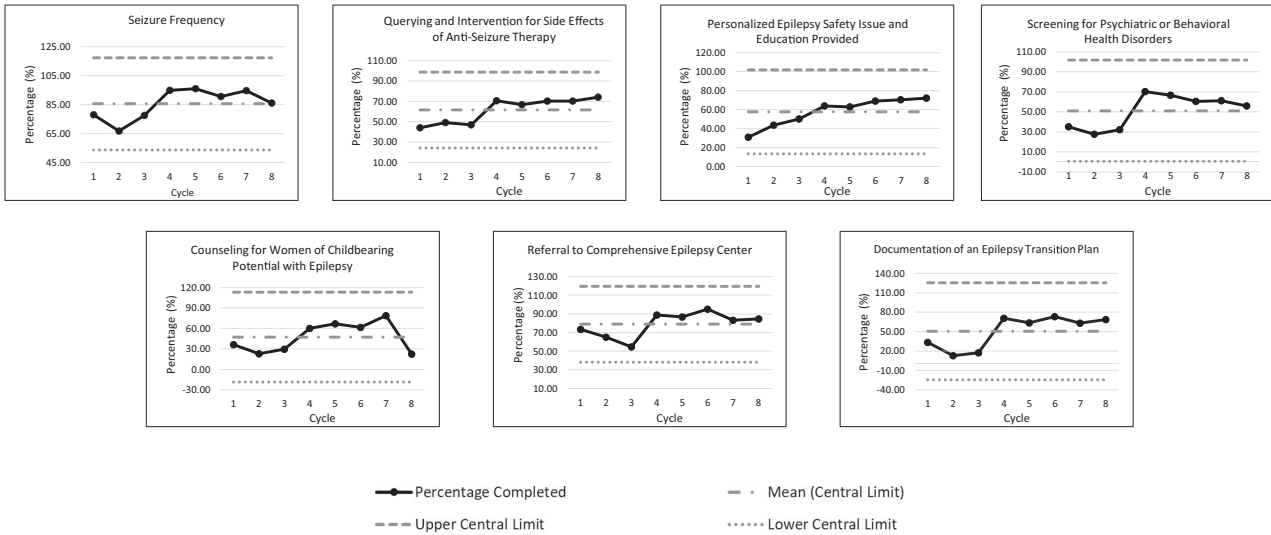 Seizure Frequency
Percentage (%)
125.00
105.00
85.00
65.00
45.00
1 2 3 4 5 6 7 8
Cycle
Querying and Intervention for Side Effects
of Anti-Seizure Therapy
Percentage (%)
110.00
90.00
70.00
50.00
30.00
10.00
1 2 3 4 5 6 7 8
Cycle
Personalized Epilepsy Safety Issue and
Education Provided
Percentage (%)
120.00
100.00
80.00
60.00
40.00
20.00
0.00
1 2 3 4 5 6 7 8
Cycle
Screening for Psychiatric or Behavioral
Health Disorders
Percentage (%)
110.00
90.00
70.00
50.00
30.00
10.00
-10.00
1 2 3 4 5 6 7 8
Cycle
Counseling for Women of Childbearing
Potential with Epilepsy
Percentage (%)
120.00
90.00
60.00
30.00
0.00
-30.00
1 2 3 4 5 6 7 8
Cycle
Referral to Comprehensive Epilepsy Center
Percentage (%)
130.00
110.00
90.00
70.00
50.00
30.00
10.00
1 2 3 4 5 6 7 8
Cycle
Documentation of an Epilepsy Transition Plan
Percentage (%)
140.00
110.00
80.00
50.00
20.00
-10.00
-40.00
1 2 3 4 5 6 7 8
Cycle
Percentage Completed
Mean (Central Limit)
Upper Central Limit
Lower Central Limit